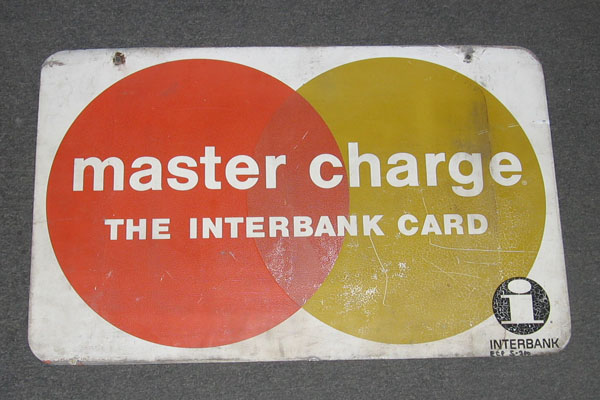 master charge
THE INTERBANK CARD
i
INTERBANK